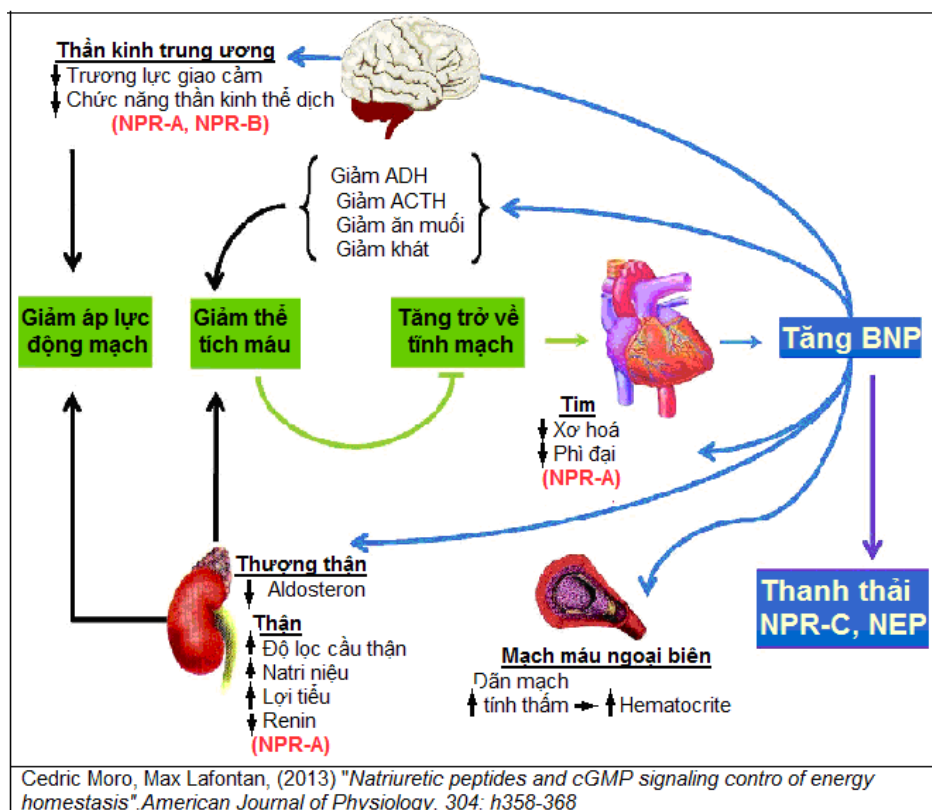 Thần kinh trung ương
Trương lực giao cảm
Chức năng thần kinh thể dịch
(NPR-A, NPR-B)
Giảm ADH
Giảm ACTH
Giảm ăn muối
Giảm khát
Giảm áp lực
động mạch
Giảm thể
tích máu
Tăng trở về
tĩnh mạch
Tăng BNP
Tim
Xơ hoá
Phì đại
(NPR-A)
Thượng thận
Aldosteron
Thận
Độ lọc cầu thận
Natri niệu
Lợi tiểu
Renin
(NPR-A)
Mạch máu ngoại biên
Dãn mạch
tính thấm
Hematocrite
Thanh thải
NPR-C, NEP
Cedric Moro, Max Lafontan, (2013) "Natriuretic peptides and cGMP signaling contro of energy
homestasis".American Journal of Physiology, 304: h358-368